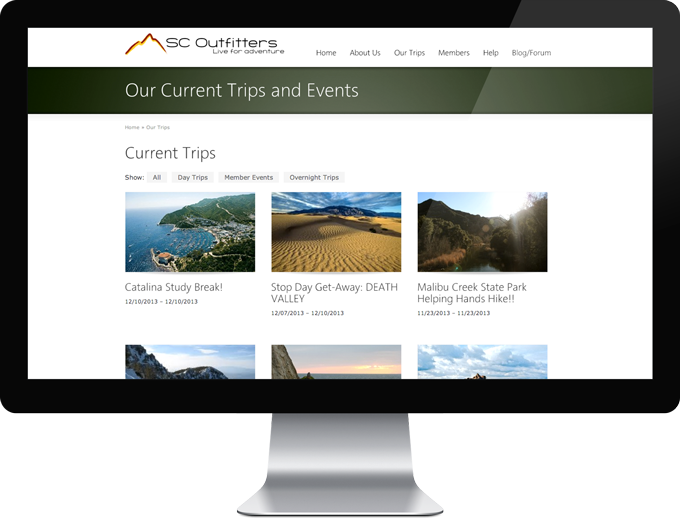 SC Outfitters
Live for adventure
Home About Us Our Trips Members Help Blog/Forum
Our Current Trips and Events
Home » Our Trips
Current Trips
Show: All Day Trips Member Events Overnight Trips
Catalina Study Break!
12/10/2013 – 12/10/2013
Stop Day Get-Away: DEATH
VALLEY
12/07/2013 – 12/10/2013
Malibu Creek State Park
Helping Hands Hike!!
11/23/2013 – 11/23/2013